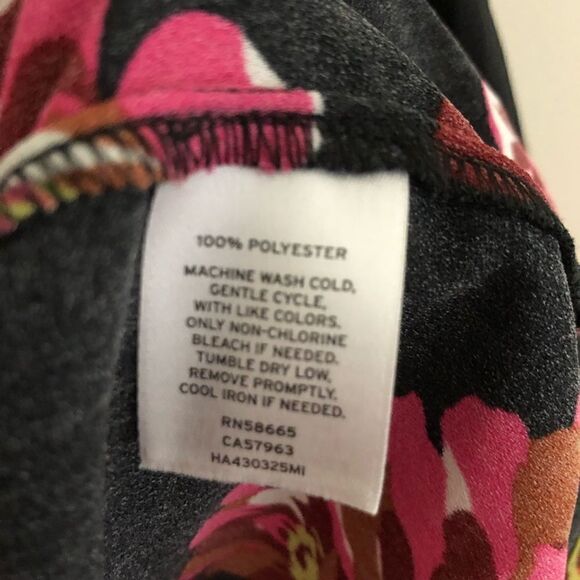 100% POLYESTER
MACHINE WASH COLD,
GENTLE CYCLE,
WITH LIKE COLORS.
ONLY NON-CHLORINE
BLEACH IF NEEDED.
TUMBLE DRY LOW,
REMOVE PROMPTLY.
COOL IRON IF NEEDED.
RN58665
CA57963
HA430325MI